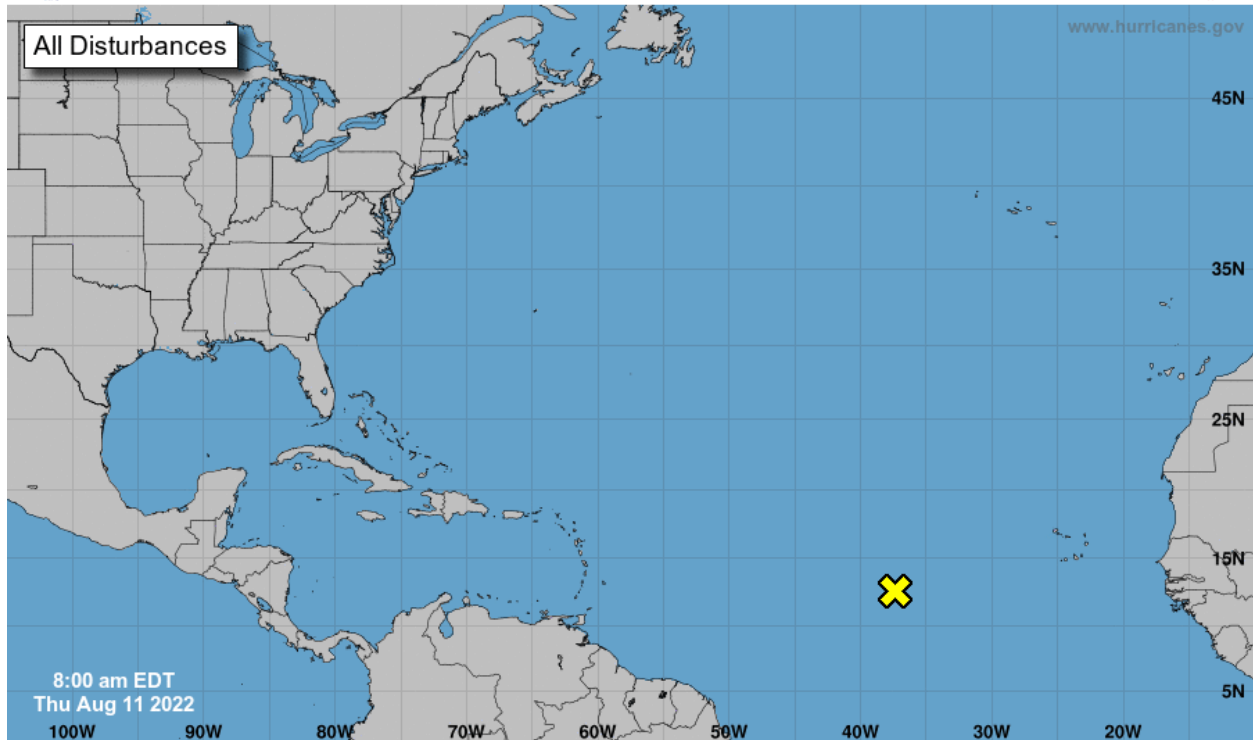 All Disturbances
www.hurricanes.gov
45N
35N
25N
15N
5N
8:00 am EDT
Thu Aug 11 2022
100W 90W 80W 70W 60W 50W 40W 30W 20W